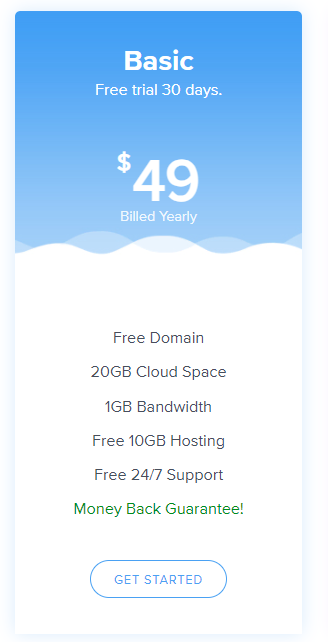 Basic
Free trial 30 days.
$49
Billed Yearly
Free Domain
20GB Cloud Space
1GB Bandwidth
Free 10GB Hosting
Free 24/7 Support
Money Back Guarantee!
GET STARTED